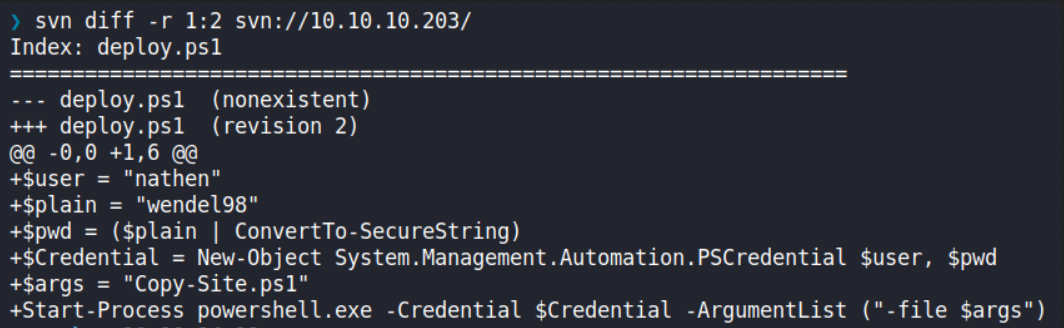 ❯ svn diff -r 1:2 svn://10.10.10.203/
Index: deploy.ps1
===================================================================
--- deploy.ps1  (nonexistent)
+++ deploy.ps1  (revision 2)
@@ -0,0 +1,6 @@
+$user = "nathen"
+$plain = "wendel98"
+$pwd = ($plain | ConvertTo-SecureString)
+$Credential = New-Object System.Management.Automation.PSCredential $user, $pwd
+$args = "Copy-Site.ps1"
+Start-Process powershell.exe -Credential $Credential -ArgumentList ("-file $args")